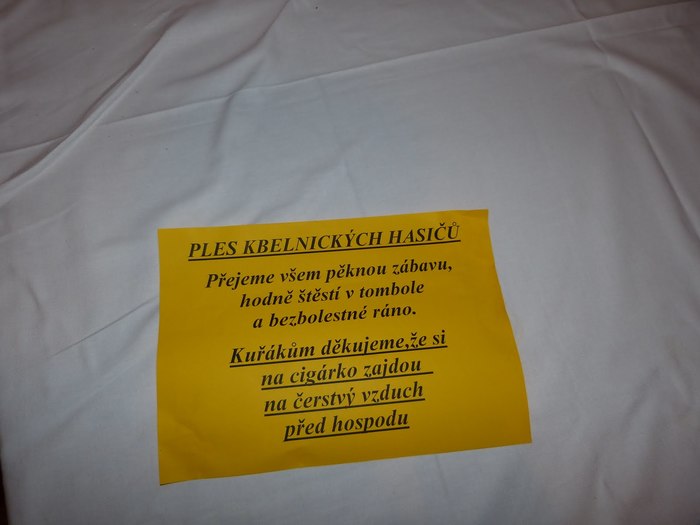 PLES KBELNICKÝCH HASIČŮ
Přejeme všem pěknou zábavu,
hodně štěstí v tombole
a bezbolestné ráno.
Kuřákům děkujeme,že si
na cigárko zajdou
na čerstvý vzduch
před hospodu